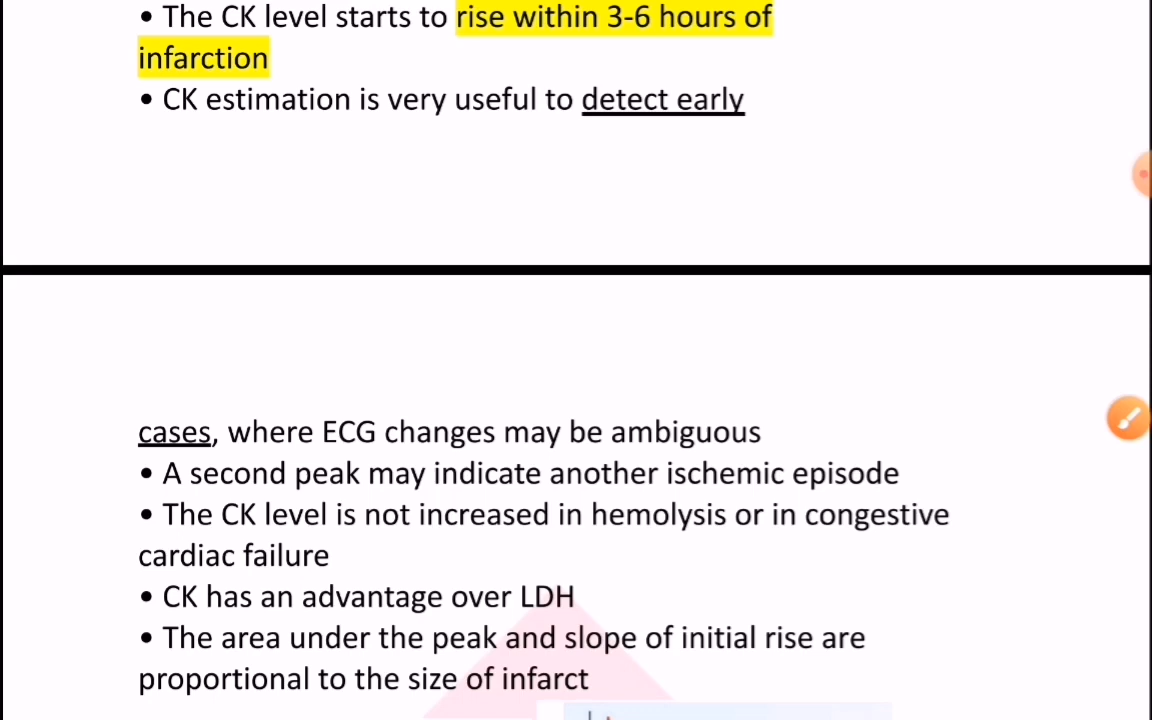 • The CK level starts to rise within 3-6 hours of
infarction
• CK estimation is very useful to detect early
cases, where ECG changes may be ambiguous
• A second peak may indicate another ischemic episode
• The CK level is not increased in hemolysis or in congestive
cardiac failure
• CK has an advantage over LDH
• The area under the peak and slope of initial rise are
proportional to the size of infarct